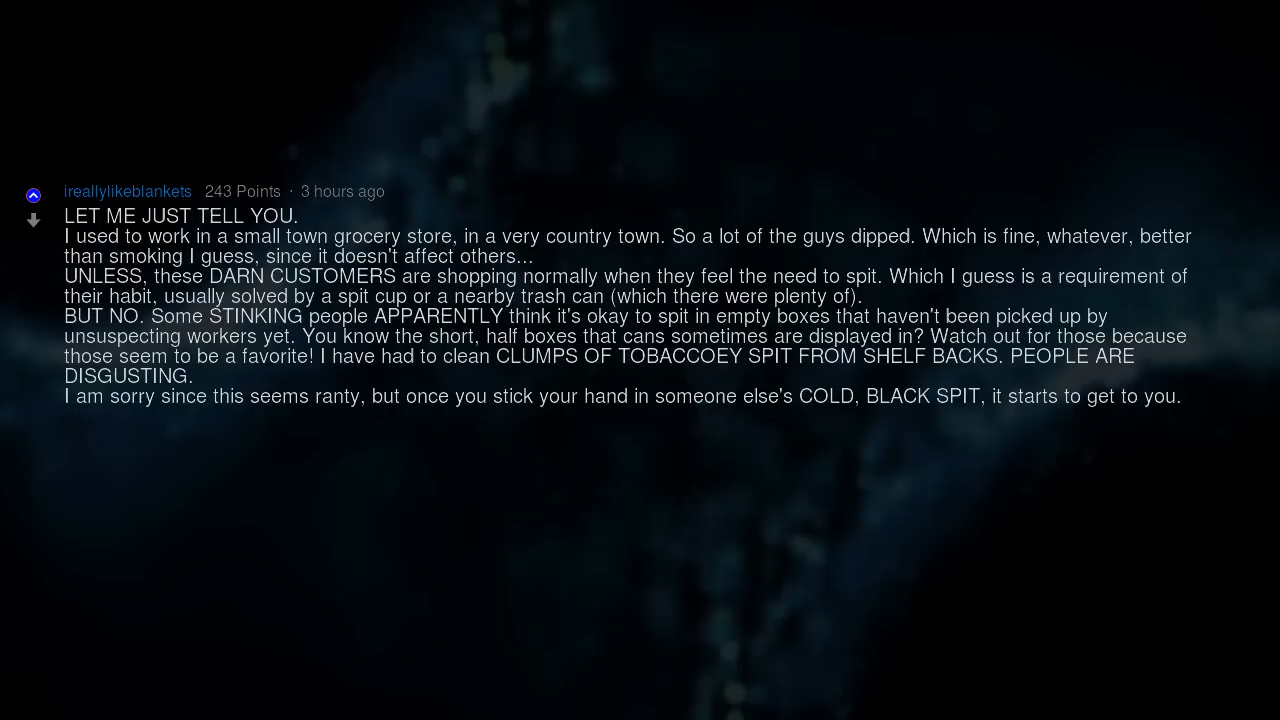 ireallylikeblankets 243 Points · 3 hours ago
LET ME JUST TELL YOU.
I used to work in a small town grocery store, in a very country town. So a lot of the guys dipped. Which is fine, whatever, better
than smoking I guess, since it doesn't affect others...
UNLESS, these DARN CUSTOMERS are shopping normally when they feel the need to spit. Which I guess is a requirement of
their habit, usually solved by a spit cup or a nearby trash can (which there were plenty of).
BUT NO. Some STINKING people APPARENTLY think it's okay to spit in empty boxes that haven't been picked up by
unsuspecting workers yet. You know the short, half boxes that cans sometimes are displayed in? Watch out for those because
those seem to be a favorite! I have had to clean CLUMPS OF TOBACCOEY SPIT FROM SHELF BACKS. PEOPLE ARE
DISGUSTING.
I am sorry since this seems ranty, but once you stick your hand in someone else's COLD, BLACK SPIT, it starts to get to you.